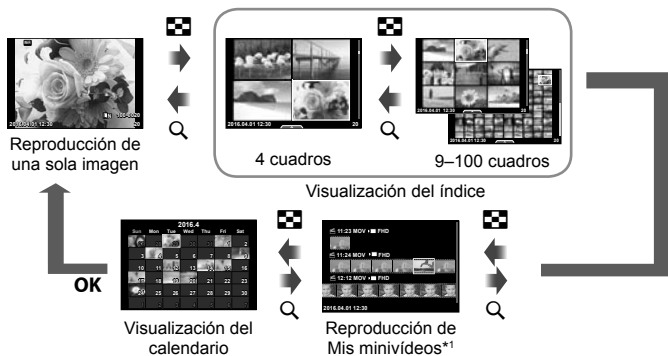 100-0020
2016.04.01 12:30 20
Reproducción de
una sola imagen
2016.04.01 12:30 20
4 cuadros
2016.04.01 12:30 20
9–100 cuadros
Visualización del índice
2016.4
Sun Mon Tue Wed Thu Fri Sat
2
3 4 5 6 7 8 9
10 11 12 13 14 15 16
17 18 19 20 21 22 23
24 25 26 27 28 29 30
OK
Visualización del
calendario
11:23 MOV FHD
11:24 MOV FHD
12:12 MOV FHD
2016.04.01 12:30
Reproducción de
Mis minivídeos*1